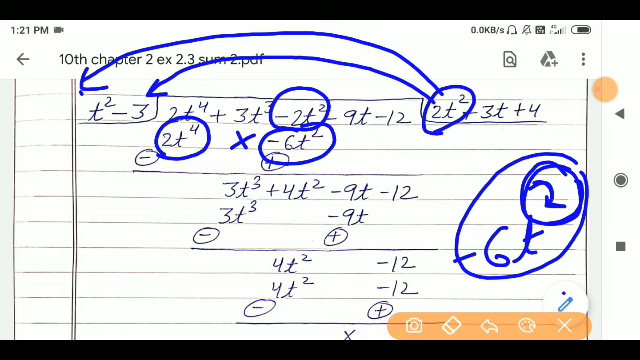 1:21 PM 0.0KB/s
10th chapter 2 ex 2.3 sum 2.pdf
t² - 3) 2t⁴ + 3t³ - 2t² - 9t - 12 (2t² + 3t + 4
2t⁴ × -6t²
⊖ ⊕
3t³ + 4t² - 9t - 12
3t³ - 9t
⊖ ⊕
-6t²
4t² - 12
4t² - 12
⊖ ⊕
x